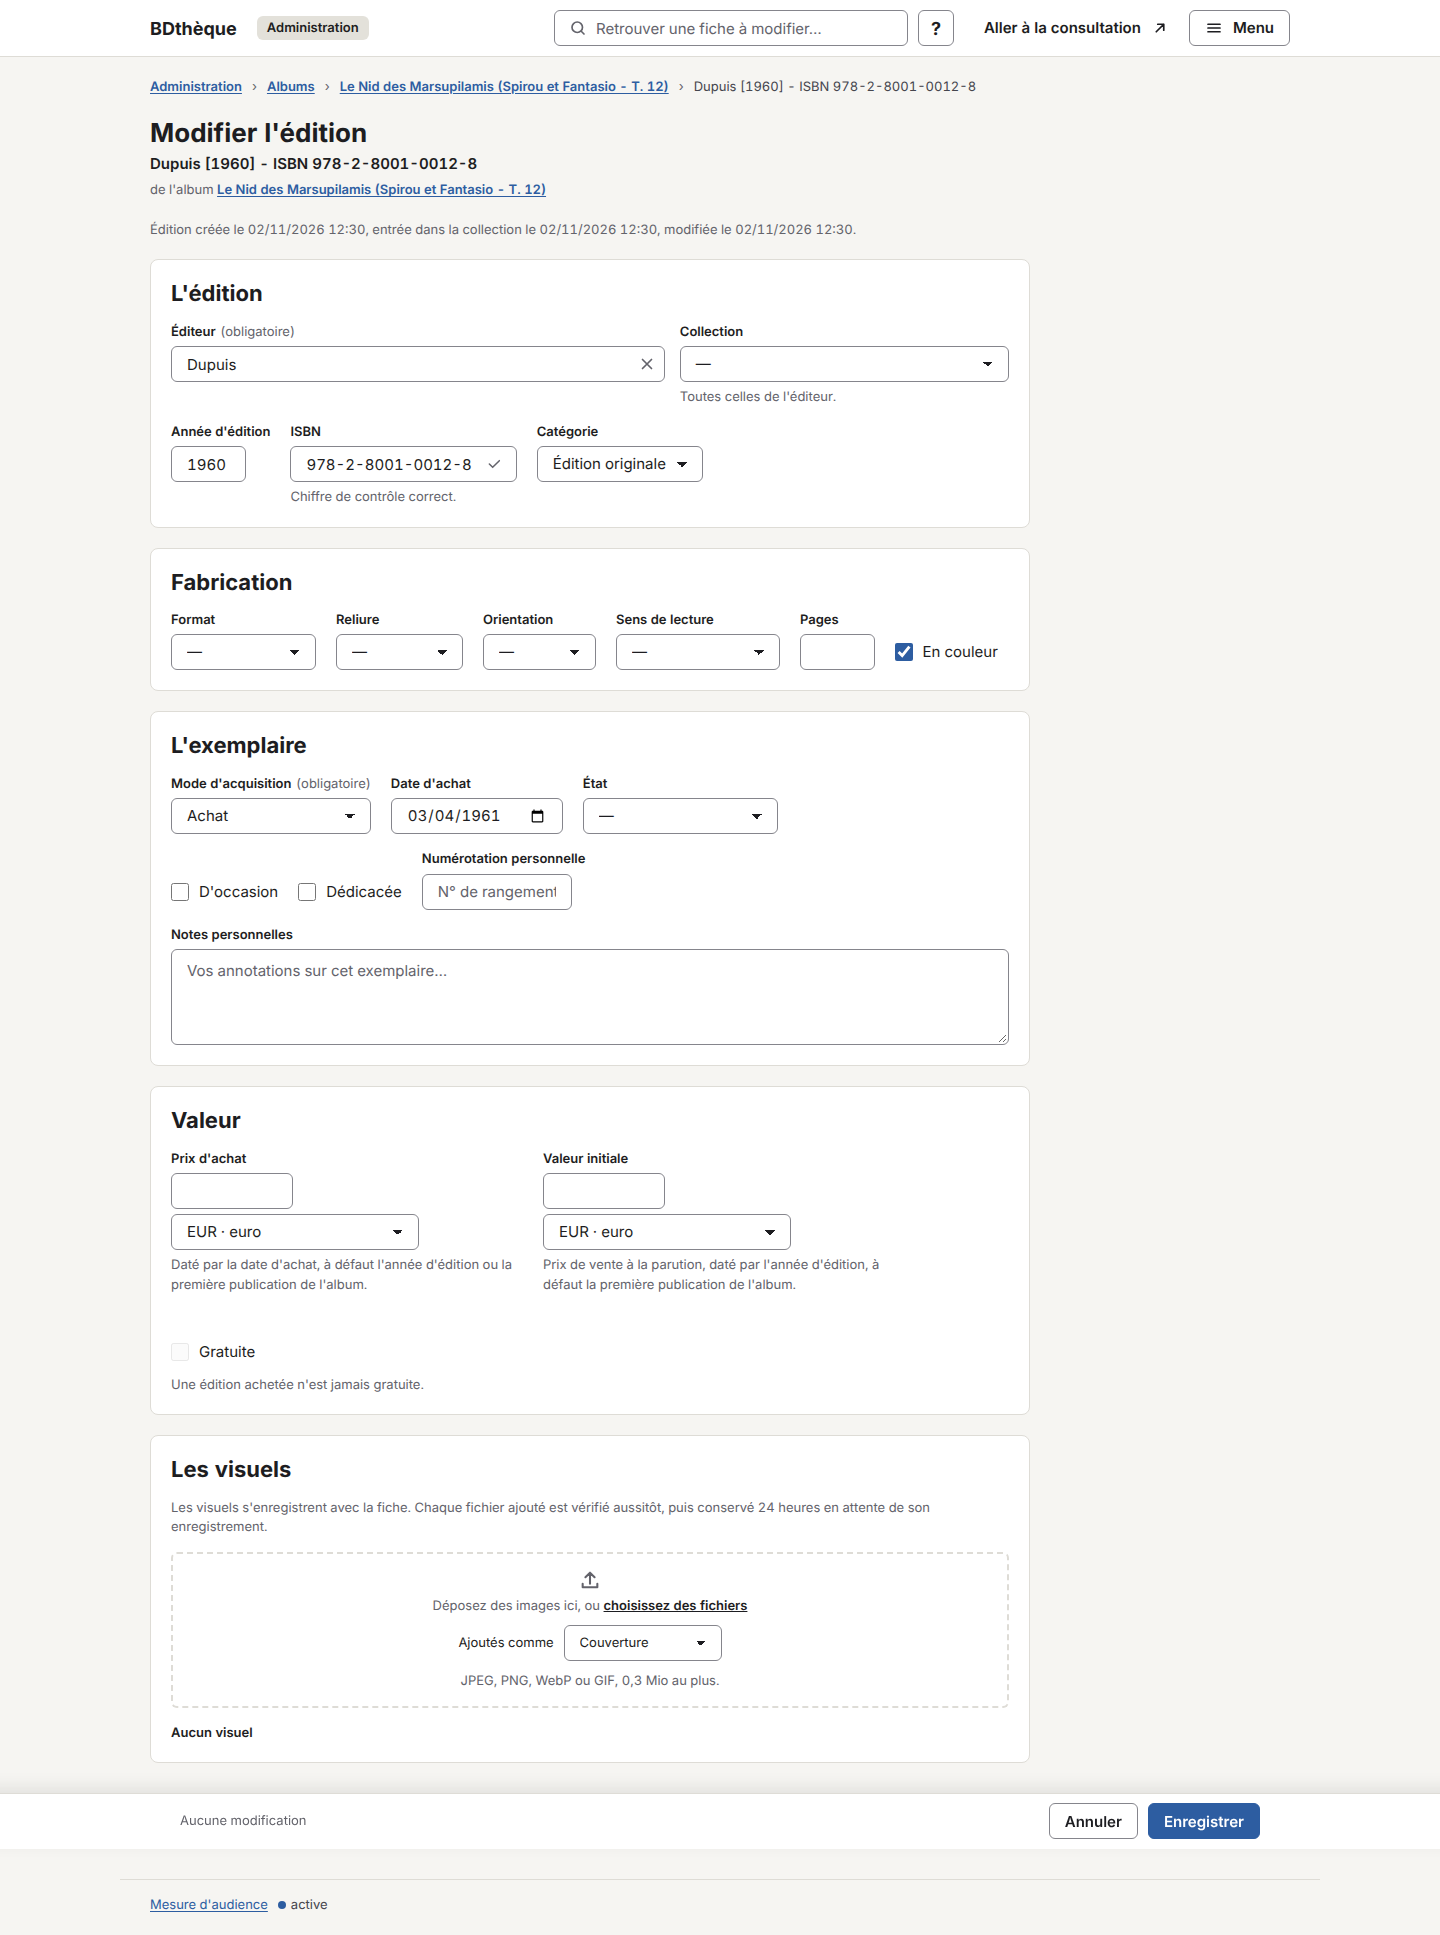 BDthèque Administration Retrouver une fiche à modifier... ? Aller à la consultation Menu
Administration › Albums › Le Nid des Marsupilamis (Spirou et Fantasio - T. 12) › Dupuis [1960] - ISBN 978-2-8001-0012-8
Modifier l'édition
Dupuis [1960] - ISBN 978-2-8001-0012-8
de l'album Le Nid des Marsupilamis (Spirou et Fantasio - T. 12)
Édition créée le 02/11/2026 12:30, entrée dans la collection le 02/11/2026 12:30, modifiée le 02/11/2026 12:30.
L'édition
Éditeur (obligatoire) Collection
Dupuis —
Toutes celles de l'éditeur.
Année d'édition ISBN Catégorie
1960 978-2-8001-0012-8 Édition originale
Chiffre de contrôle correct.
Fabrication
Format Reliure Orientation Sens de lecture Pages
— — — — En couleur
L'exemplaire
Mode d'acquisition (obligatoire) Date d'achat État
Achat 03/04/1961 —
Numérotation personnelle
D'occasion Dédicacée N° de rangement
Notes personnelles
Vos annotations sur cet exemplaire...
Valeur
Prix d'achat Valeur initiale
EUR · euro EUR · euro
Daté par la date d'achat, à défaut l'année d'édition ou la Prix de vente à la parution, daté par l'année d'édition, à
première publication de l'album. défaut la première publication de l'album.
Gratuite
Une édition achetée n'est jamais gratuite.
Les visuels
Les visuels s'enregistrent avec la fiche. Chaque fichier ajouté est vérifié aussitôt, puis conservé 24 heures en attente de son
enregistrement.
Déposez des images ici, ou choisissez des fichiers
Ajoutés comme Couverture
JPEG, PNG, WebP ou GIF, 0,3 Mio au plus.
Aucun visuel
Aucune modification Annuler Enregistrer
Mesure d'audience active